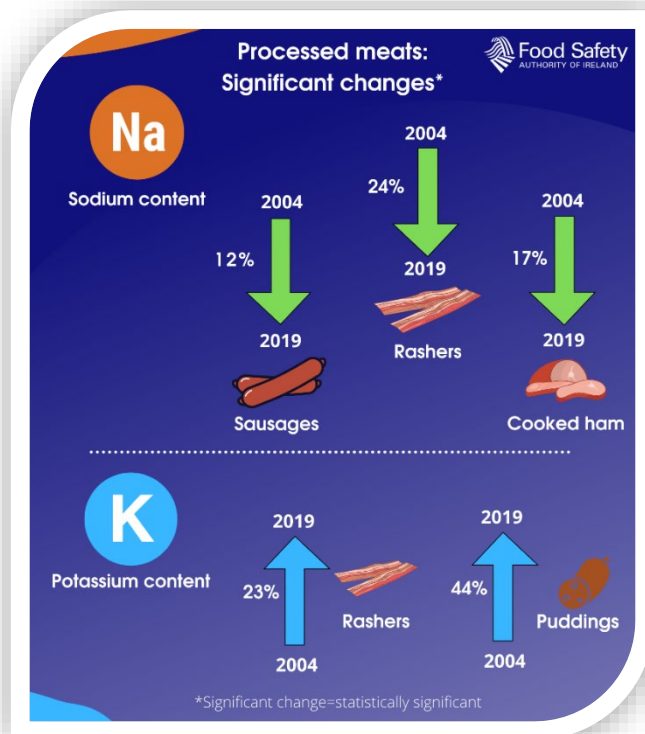 Processed meats:
Significant changes*
Food Safety
AUTHORITY OF IRELAND
Na
Sodium content
2004
12%
2019
Sausages
2004
24%
2019
Rashers
2004
17%
2019
Cooked ham
K
Potassium content
2019
23%
Rashers
2004
2019
44%
Puddings
2004
*Significant change=statistically significant